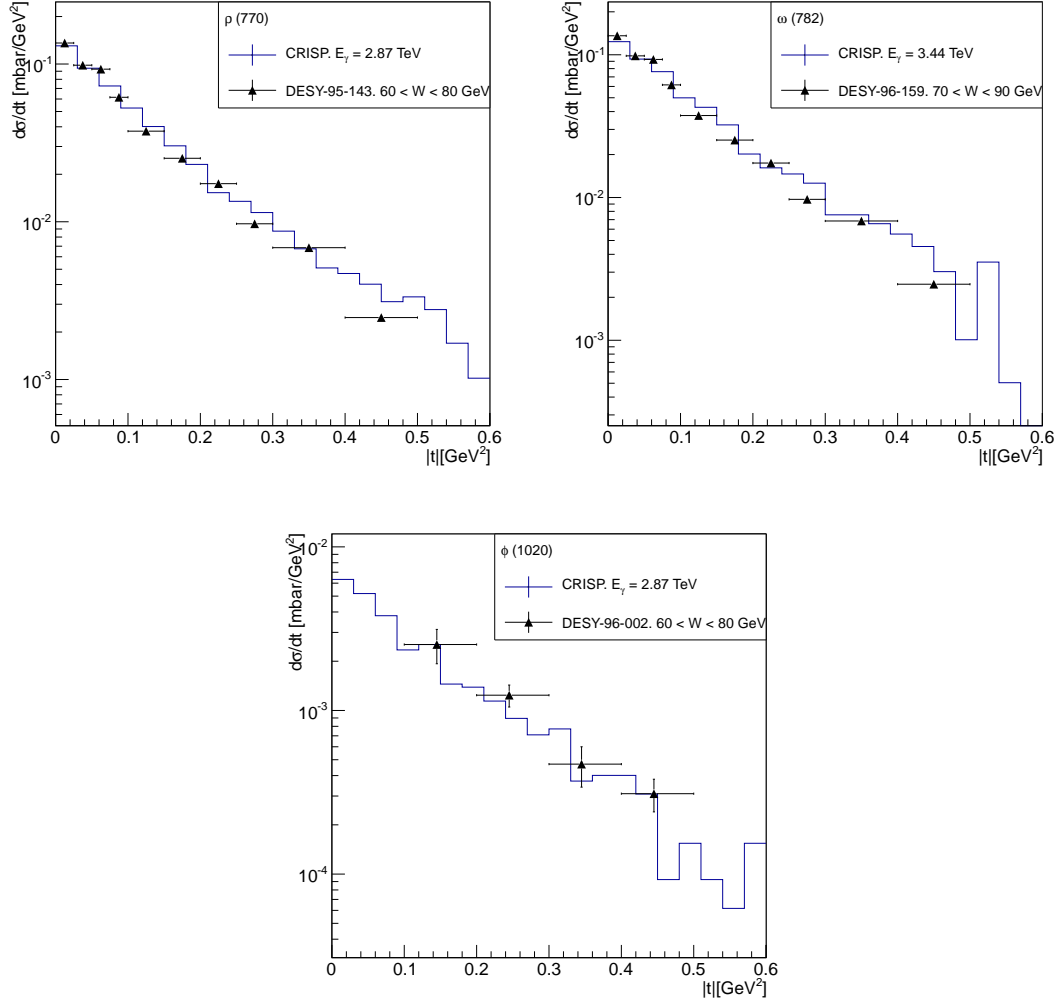 ρ (770)
CRISP. Eγ = 2.87 TeV
DESY-95-143. 60 < W < 80 GeV
dσ/dt [mbar/GeV²]
10⁻¹
10⁻²
10⁻³
0 0.1 0.2 0.3 0.4 0.5 0.6
|t|[GeV²]
ω (782)
CRISP. Eγ = 3.44 TeV
DESY-96-159. 70 < W < 90 GeV
dσ/dt [mbar/GeV²]
10⁻¹
10⁻²
10⁻³
0 0.1 0.2 0.3 0.4 0.5 0.6
|t|[GeV²]
ϕ (1020)
CRISP. Eγ = 2.87 TeV
DESY-96-002. 60 < W < 80 GeV
dσ/dt [mbar/GeV²]
10⁻²
10⁻³
10⁻⁴
0 0.1 0.2 0.3 0.4 0.5 0.6
|t|[GeV²]